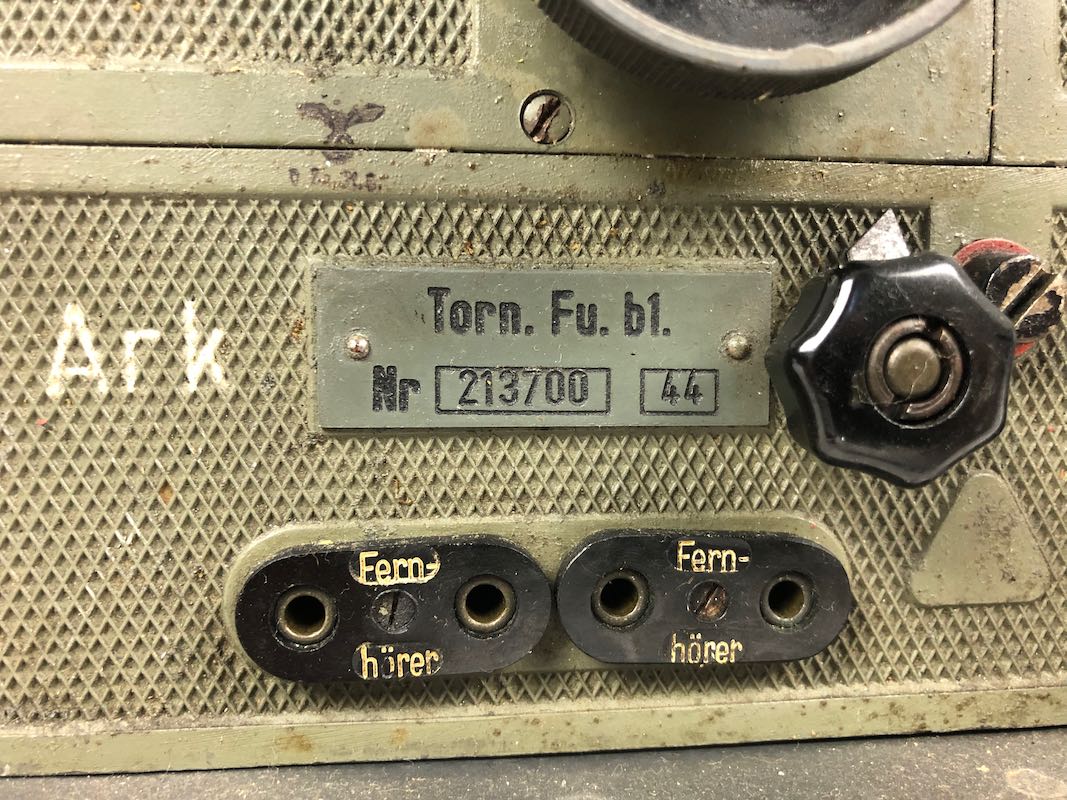 Torn. Fu. b1.
Ark
Nr 213700 44
Fern-
hörer
Fern-
hörer